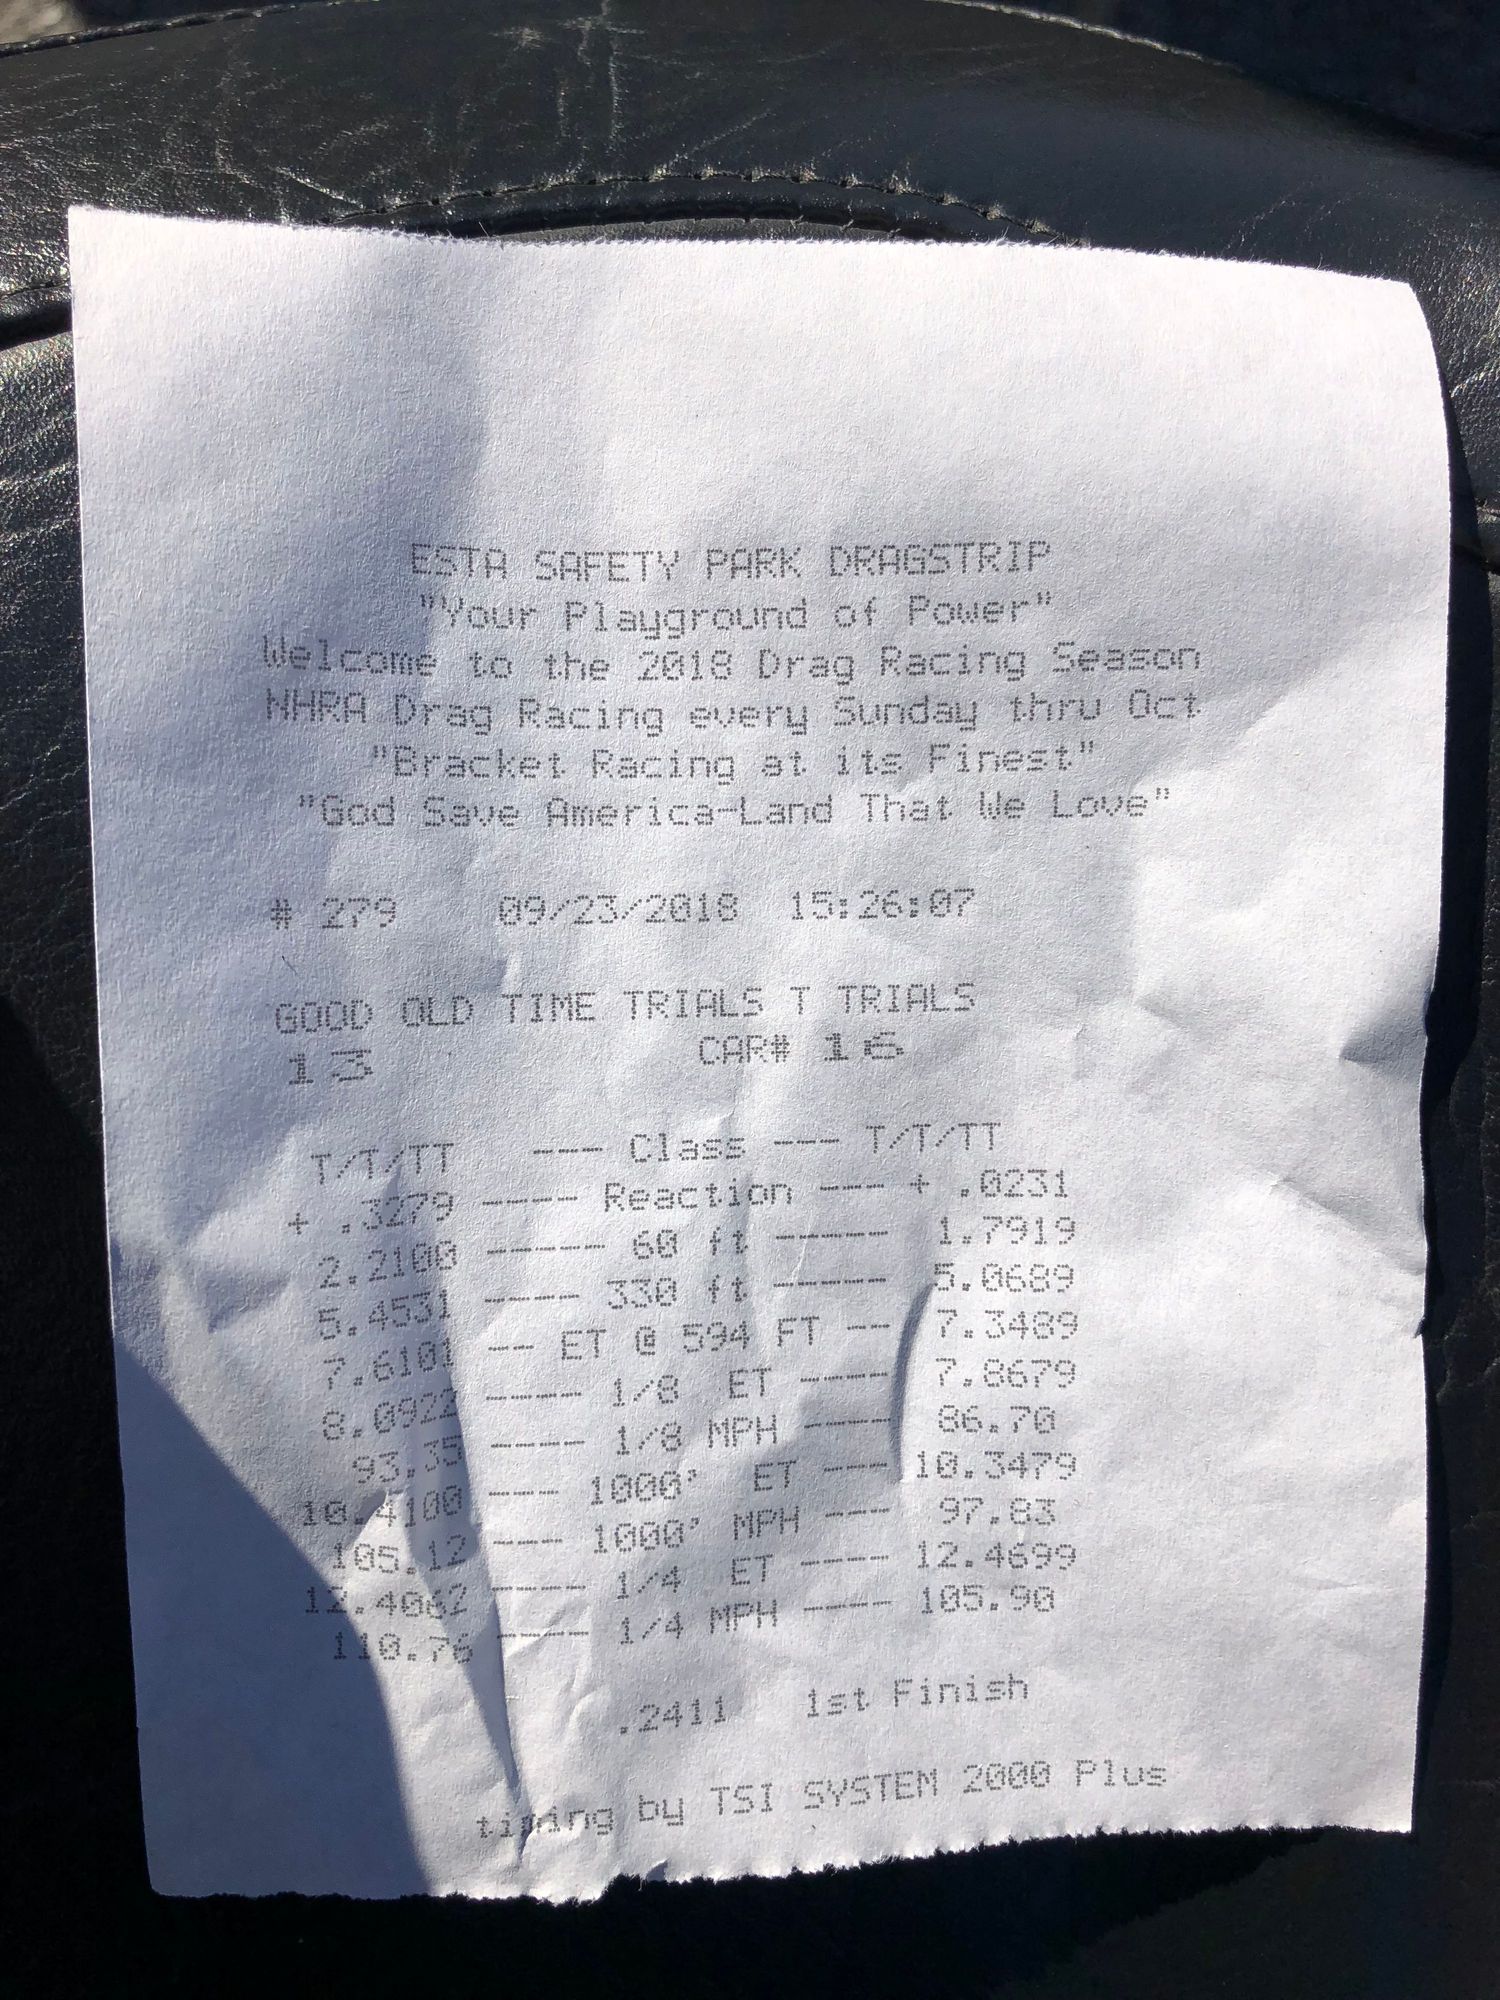 ESTA SAFETY PARK DRAGSTRIP
"Your Playground of Power"
Welcome to the 2018 Drag Racing Season
NHRA Drag Racing every Sunday thru Oct
"Bracket Racing at its Finest"
"God Save America-Land That We Love"
# 279 09/23/2018 15:26:07
GOOD OLD TIME TRIALS T TRIALS
13 CAR# 16
T/T/TT --- Class --- T/T/TT
+ .3279 ---- Reaction --- + .0231
2.2100 ----- 60 ft ----- 1.7919
5.4531 ---- 330 ft ----- 5.0689
7.6101 -- ET @ 594 FT -- 7.3489
8.0922 ---- 1/8 ET ---- 7.8679
93.35 ---- 1/8 MPH ---- 86.70
10.4100 --- 1000' ET --- 10.3479
105.12 --- 1000' MPH --- 97.83
12.4062 ---- 1/4 ET ---- 12.4699
110.76 ---- 1/4 MPH ---- 105.90
.2411 1st Finish
timing by TSI SYSTEM 2000 Plus